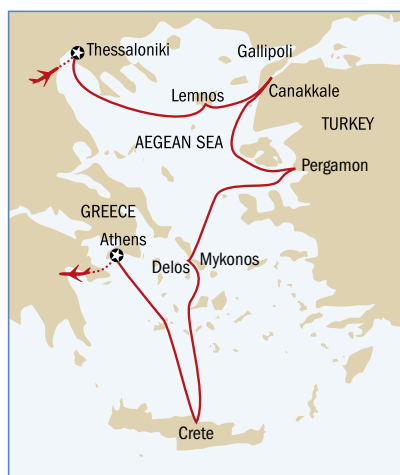 Thessaloniki
Gallipoli
Lemnos
Canakkale
AEGEAN SEA
TURKEY
Pergamon
GREECE
Athens
Delos
Mykonos
Crete